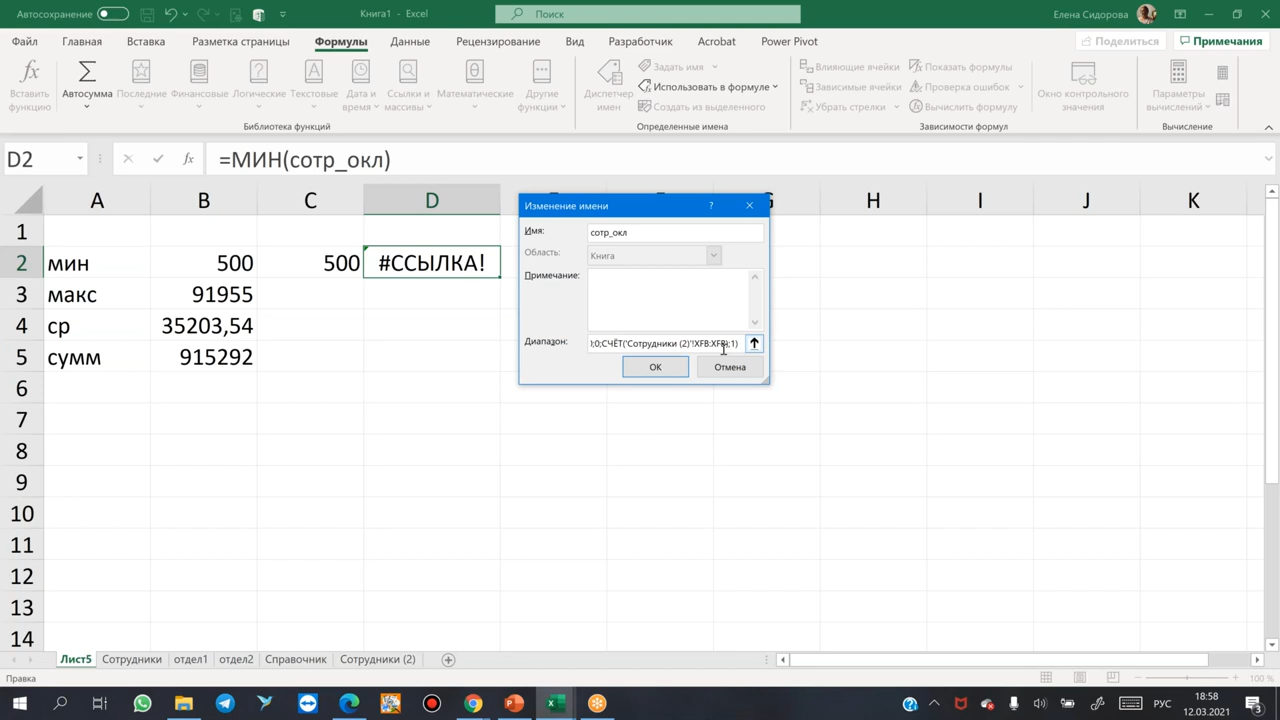 Автосохранение
Книга1 - Excel
Поиск
Елена Сидорова
Файл Главная Вставка Разметка страницы Формулы Данные Рецензирование Вид Разработчик Acrobat Power Pivot
Поделиться Примечания
Вставить функцию
Автосумма
Последние
Финансовые
Логические
Текстовые
Дата и время
Ссылки и массивы
Математические
Другие функции
Библиотека функций
Диспетчер имен
Задать имя
Использовать в формуле
Создать из выделенного
Определенные имена
Влияющие ячейки
Зависимые ячейки
Убрать стрелки
Показать формулы
Проверка ошибок
Вычислить формулу
Зависимости формул
Окно контрольного значения
Параметры вычислений
Вычисление
D2
fx
=МИН(сотр_окл)
A B C D G H I J K
1
2 мин 500 500 #ССЫЛКА!
3 макс 91955
4 ср 35203,54
5 сумм 915292
6
7
8
9
10
11
12
13
14
Изменение имени
?
Имя: сотр_окл
Область: Книга
Примечание:
Диапазон: );0;СЧЁТ('Сотрудники (2)'!XFB:XFB);1)
ОК Отмена
Лист5 Сотрудники отдел1 отдел2 Справочник Сотрудники (2)
Правка
100 %
РУС
18:58
12.03.2021